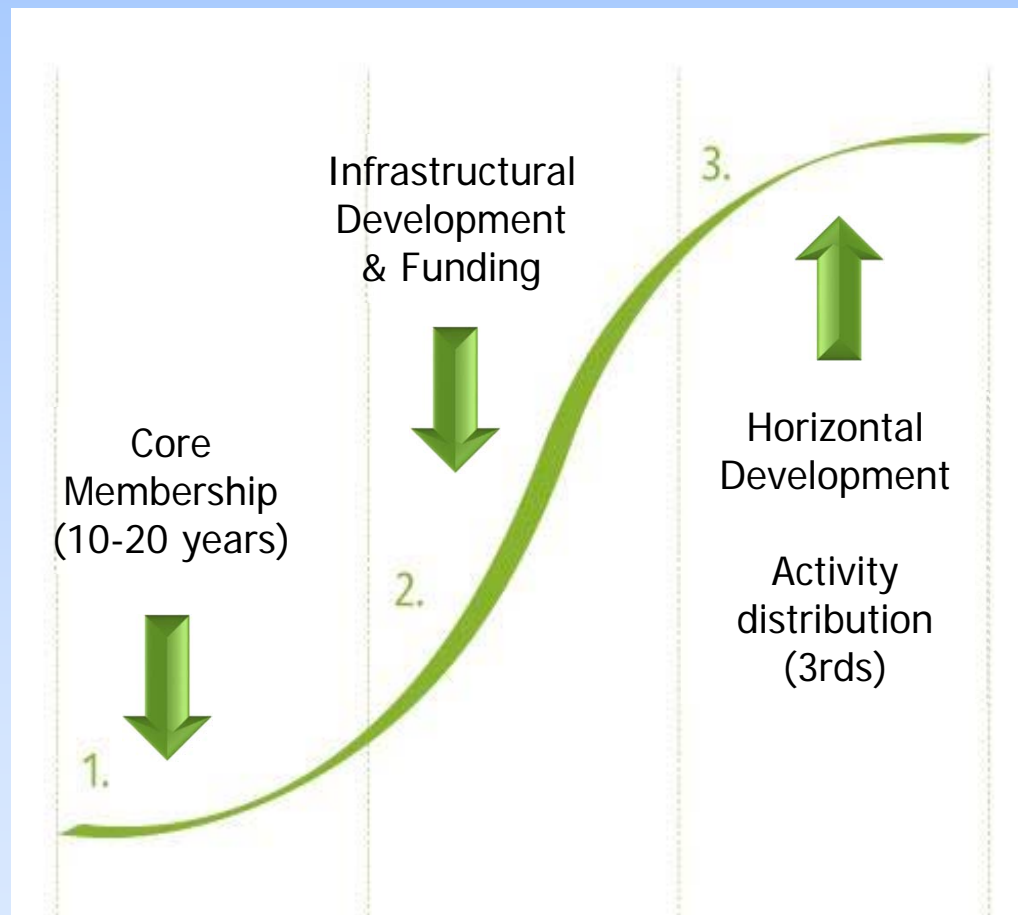 1.
Core
Membership
(10-20 years)
2.
Infrastructural
Development
& Funding
3.
Horizontal
Development
Activity
distribution
(3rds)